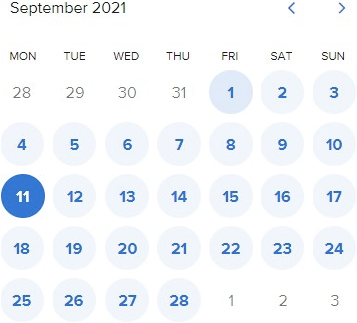 September 2021
MON TUE WED THU FRI SAT SUN
28 29 30 31 1 2 3
4 5 6 7 8 9 10
11 12 13 14 15 16 17
18 19 20 21 22 23 24
25 26 27 28 1 2 3